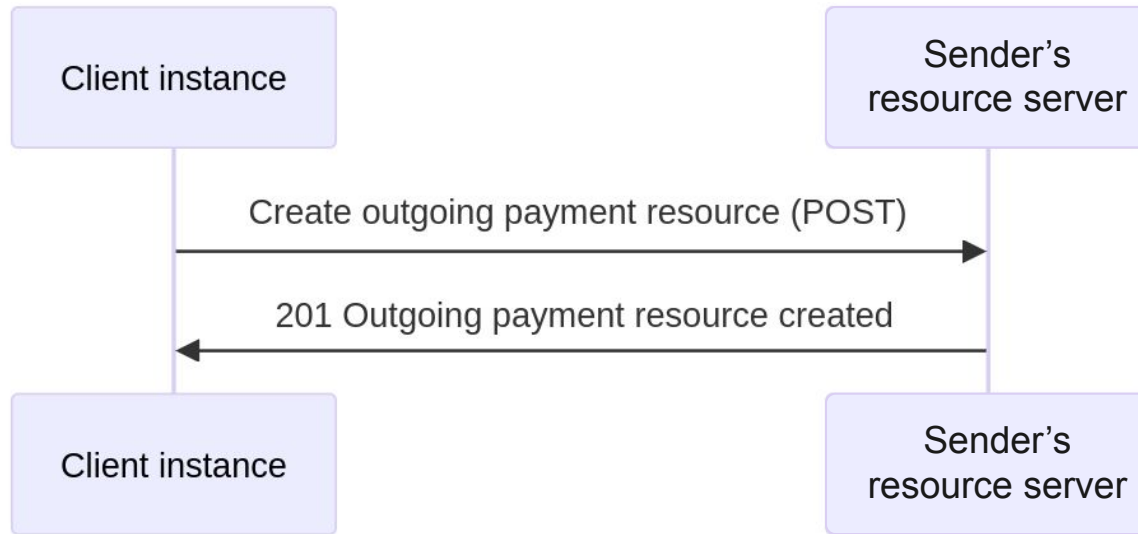 Client instance
Sender’s
resource server
Create outgoing payment resource (POST)
201 Outgoing payment resource created
Client instance
Sender’s
resource server